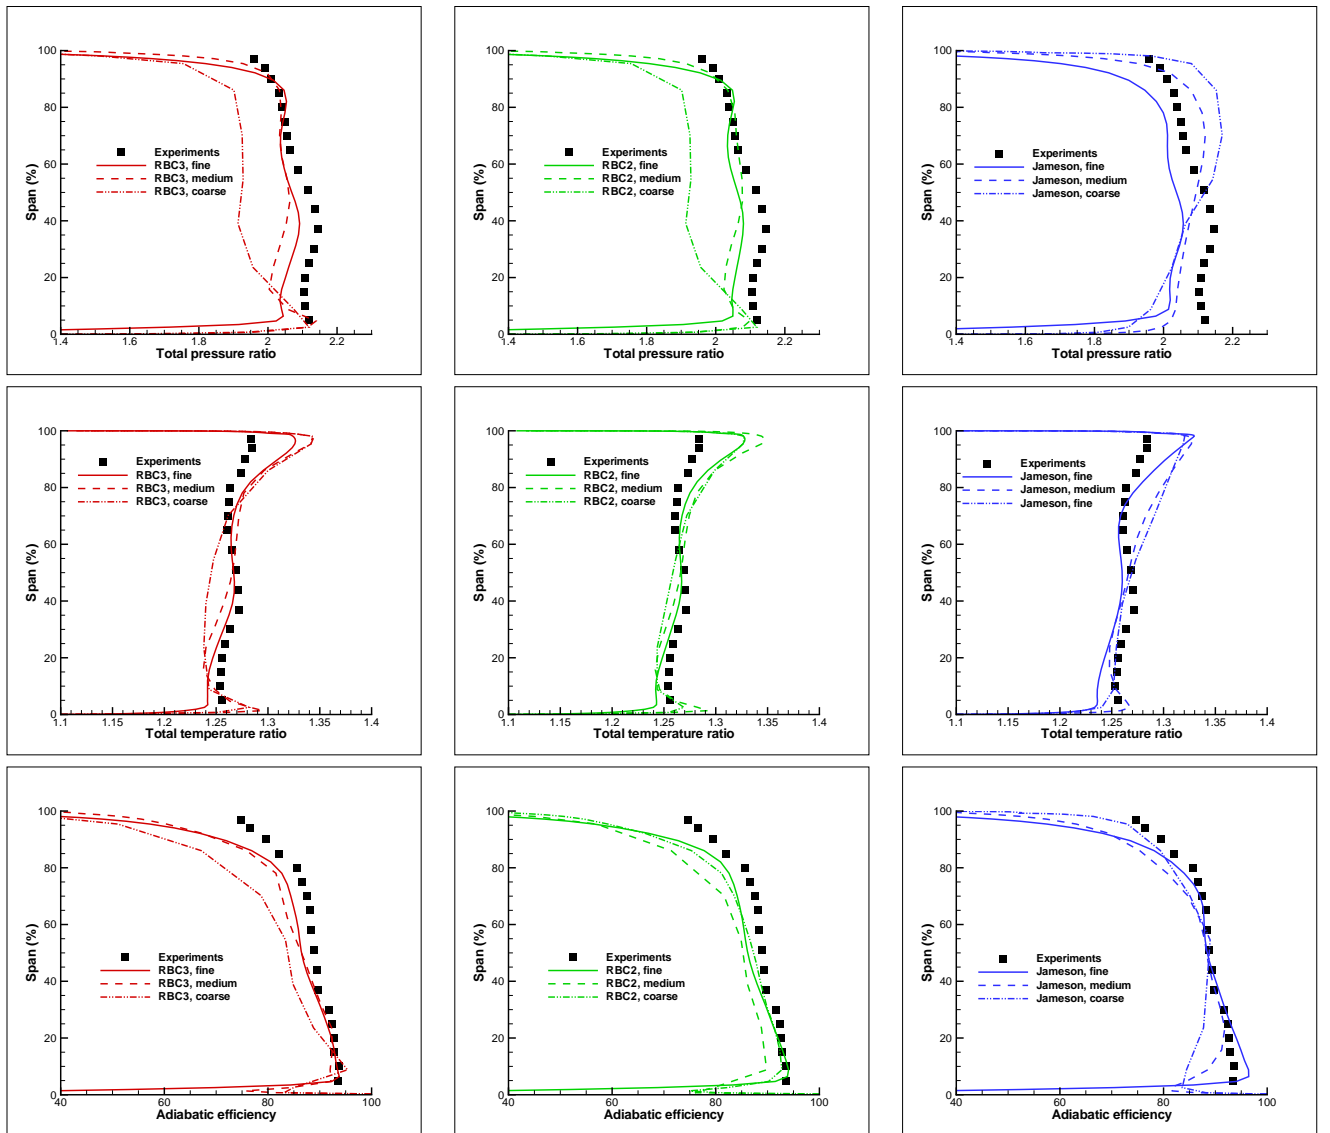 100
80
60
40
20
0
Span (%)
Experiments
RBC3, fine
RBC3, medium
RBC3, coarse
1.4 1.6 1.8 2 2.2
Total pressure ratio
100
80
60
40
20
0
Span (%)
Experiments
RBC2, fine
RBC2, medium
RBC2, coarse
1.4 1.6 1.8 2 2.2
Total pressure ratio
100
80
60
40
20
0
Span (%)
Experiments
Jameson, fine
Jameson, medium
Jameson, coarse
1.4 1.6 1.8 2 2.2
Total pressure ratio
100
80
60
40
20
0
Span (%)
Experiments
RBC3, fine
RBC3, medium
RBC3, coarse
1.1 1.15 1.2 1.25 1.3 1.35 1.4
Total temperature ratio
100
80
60
40
20
0
Span (%)
Experiments
RBC2, fine
RBC2, medium
RBC2, coarse
1.1 1.15 1.2 1.25 1.3 1.35 1.4
Total temperature ratio
100
80
60
40
20
0
Span (%)
Experiments
Jameson, fine
Jameson, medium
Jameson, fine
1.1 1.15 1.2 1.25 1.3 1.35 1.4
Total temperature ratio
100
80
60
40
20
0
Span (%)
Experiments
RBC3, fine
RBC3, medium
RBC3, coarse
40 60 80 100
Adiabatic efficiency
100
80
60
40
20
0
Span (%)
Experiments
RBC2, fine
RBC2, medium
RBC2, coarse
40 60 80 100
Adiabatic efficiency
100
80
60
40
20
0
Span (%)
Experiments
Jameson, fine
Jameson, medium
Jameson, coarse
40 60 80 100
Adiabatic efficiency